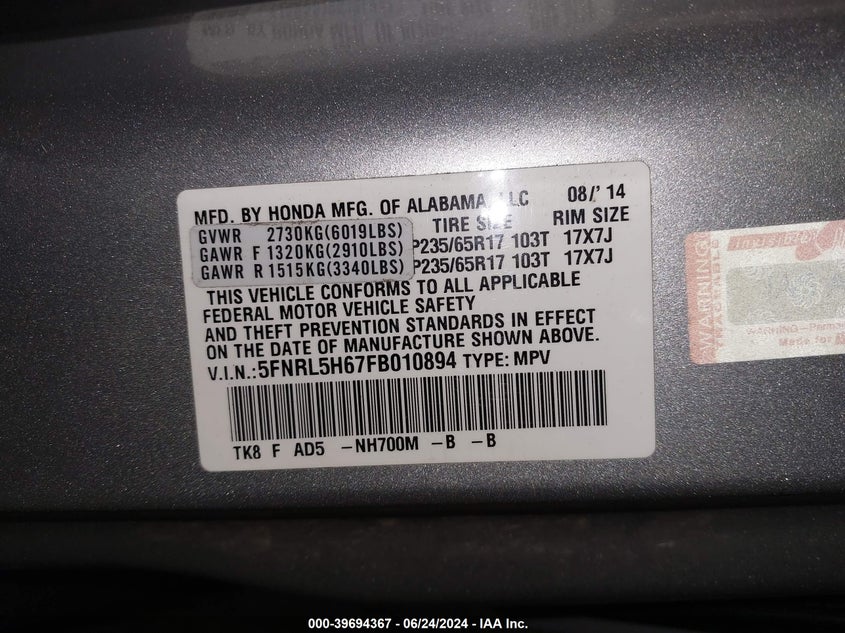 MFD. BY HONDA MFG. OF ALABAMA, LLC 08/'14
TIRE SIZE RIM SIZE
GVWR 2730KG(6019LBS)
GAWR F 1320KG(2910LBS) P235/65R17 103T 17X7J
GAWR R 1515KG(3340LBS) P235/65R17 103T 17X7J
THIS VEHICLE CONFORMS TO ALL APPLICABLE
FEDERAL MOTOR VEHICLE SAFETY
AND THEFT PREVENTION STANDARDS IN EFFECT
ON THE DATE OF MANUFACTURE SHOWN ABOVE.
V.I.N.:5FNRL5H67FB010894 TYPE: MPV
TK8 F AD5 -NH700M -B -B
WARNING
WARNING
Made for
000-39694367 - 06/24/2024 - IAA Inc.